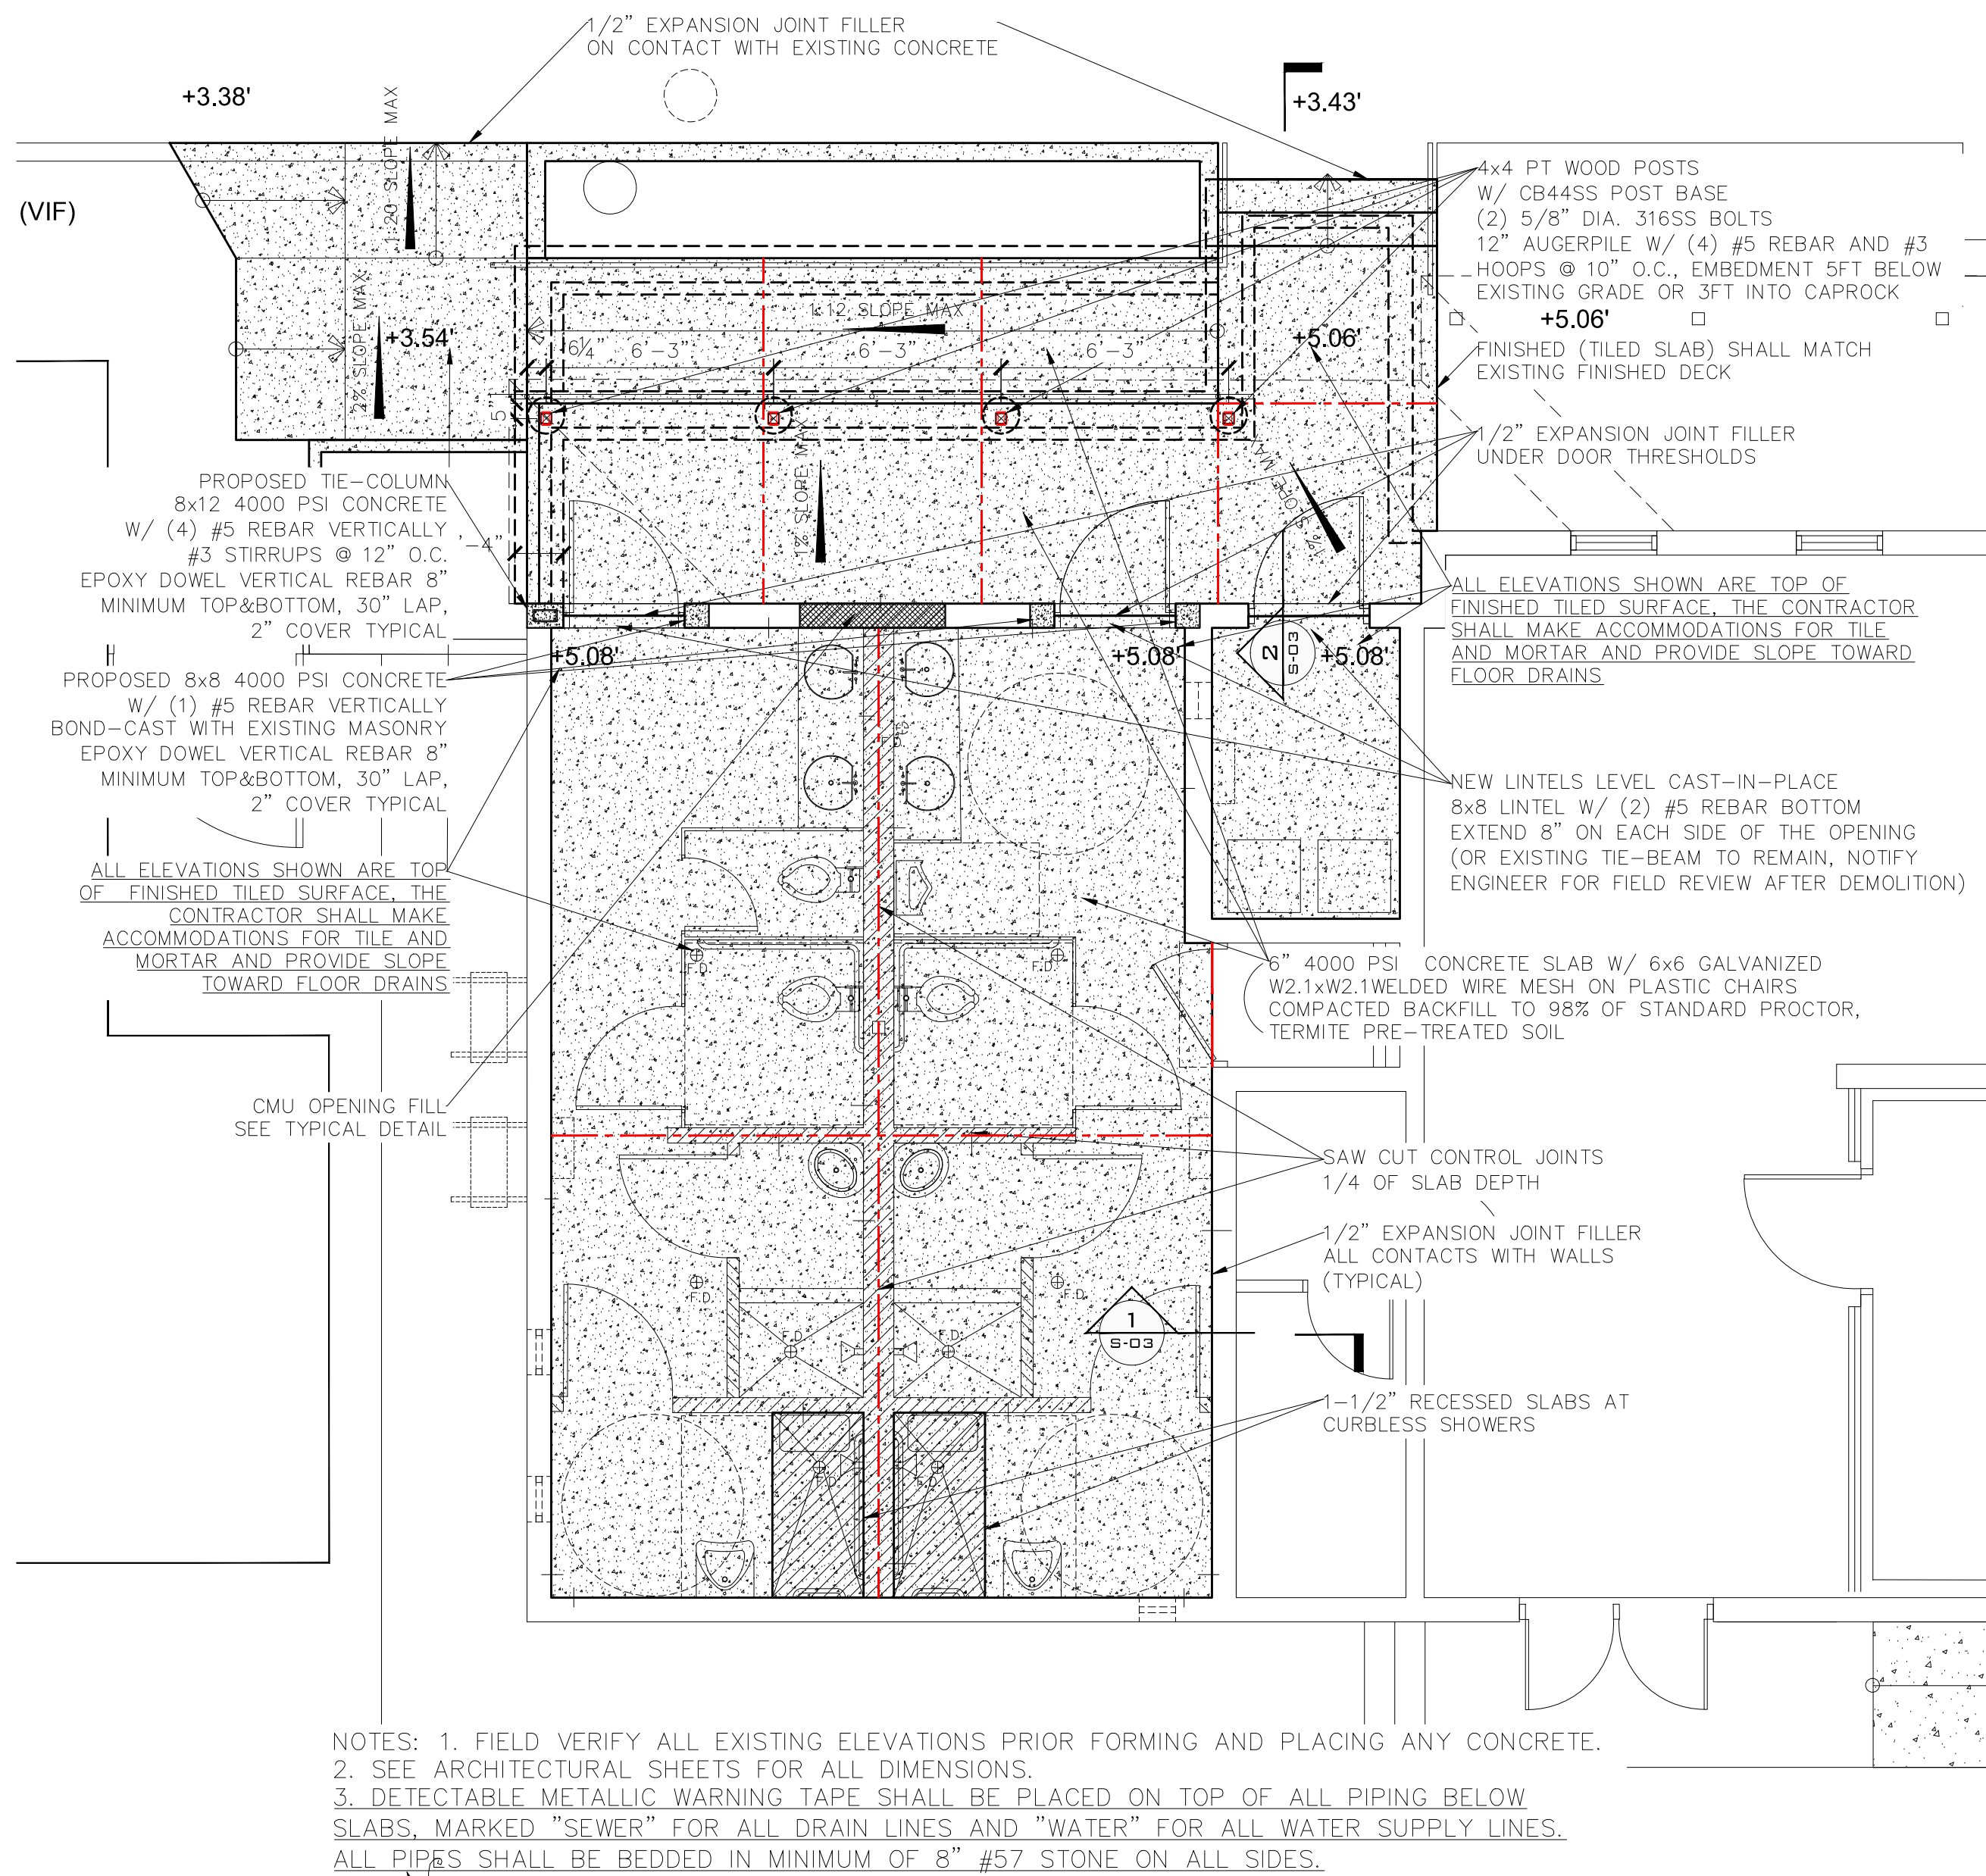 1/2" EXPANSION JOINT FILLER
ON CONTACT WITH EXISTING CONCRETE
+3.38'
+3.43'
(VIF)
1:20 SLOPE MAX
2% SLOPE MAX
+3.54'
1:12 SLOPE MAX
6¼
6'-3"
6'-3"
6'-3"
5"
+5.06'
1% SLOPE MAX
1% SLOPE MAX
'-4"
4x4 PT WOOD POSTS
W/ CB44SS POST BASE
(2) 5/8" DIA. 316SS BOLTS
12" AUGERPILE W/ (4) #5 REBAR AND #3
HOOPS @ 10" O.C., EMBEDMENT 5FT BELOW
EXISTING GRADE OR 3FT INTO CAPROCK
+5.06'
FINISHED (TILED SLAB) SHALL MATCH
EXISTING FINISHED DECK
1/2" EXPANSION JOINT FILLER
UNDER DOOR THRESHOLDS
PROPOSED TIE-COLUMN
8x12 4000 PSI CONCRETE
W/ (4) #5 REBAR VERTICALLY
#3 STIRRUPS @ 12" O.C.
EPOXY DOWEL VERTICAL REBAR 8"
MINIMUM TOP&BOTTOM, 30" LAP,
2" COVER TYPICAL
PROPOSED 8x8 4000 PSI CONCRETE
W/ (1) #5 REBAR VERTICALLY
BOND-CAST WITH EXISTING MASONRY
EPOXY DOWEL VERTICAL REBAR 8"
MINIMUM TOP&BOTTOM, 30" LAP,
2" COVER TYPICAL
ALL ELEVATIONS SHOWN ARE TOP
OF FINISHED TILED SURFACE, THE
CONTRACTOR SHALL MAKE
ACCOMMODATIONS FOR TILE AND
MORTAR AND PROVIDE SLOPE
TOWARD FLOOR DRAINS
CMU OPENING FILL
SEE TYPICAL DETAIL
+5.08'
+5.08'
+5.08'
2
S-03
ALL ELEVATIONS SHOWN ARE TOP OF
FINISHED TILED SURFACE, THE CONTRACTOR
SHALL MAKE ACCOMMODATIONS FOR TILE
AND MORTAR AND PROVIDE SLOPE TOWARD
FLOOR DRAINS
NEW LINTELS LEVEL CAST-IN-PLACE
8x8 LINTEL W/ (2) #5 REBAR BOTTOM
EXTEND 8" ON EACH SIDE OF THE OPENING
(OR EXISTING TIE-BEAM TO REMAIN, NOTIFY
ENGINEER FOR FIELD REVIEW AFTER DEMOLITION)
6" 4000 PSI CONCRETE SLAB W/ 6x6 GALVANIZED
W2.1xW2.1WELDED WIRE MESH ON PLASTIC CHAIRS
COMPACTED BACKFILL TO 98% OF STANDARD PROCTOR,
TERMITE PRE-TREATED SOIL
F.D.
F.D.
F.D.
SAW CUT CONTROL JOINTS
1/4 OF SLAB DEPTH
1/2" EXPANSION JOINT FILLER
ALL CONTACTS WITH WALLS
(TYPICAL)
F.D.
F.D.
F.D.
F.D.
1
S-03
1-1/2" RECESSED SLABS AT
CURBLESS SHOWERS
F.D.
F.D.
NOTES: 1. FIELD VERIFY ALL EXISTING ELEVATIONS PRIOR FORMING AND PLACING ANY CONCRETE.
2. SEE ARCHITECTURAL SHEETS FOR ALL DIMENSIONS.
3. DETECTABLE METALLIC WARNING TAPE SHALL BE PLACED ON TOP OF ALL PIPING BELOW
SLABS, MARKED "SEWER" FOR ALL DRAIN LINES AND "WATER" FOR ALL WATER SUPPLY LINES.
ALL PIPES SHALL BE BEDDED IN MINIMUM OF 8" #57 STONE ON ALL SIDES.